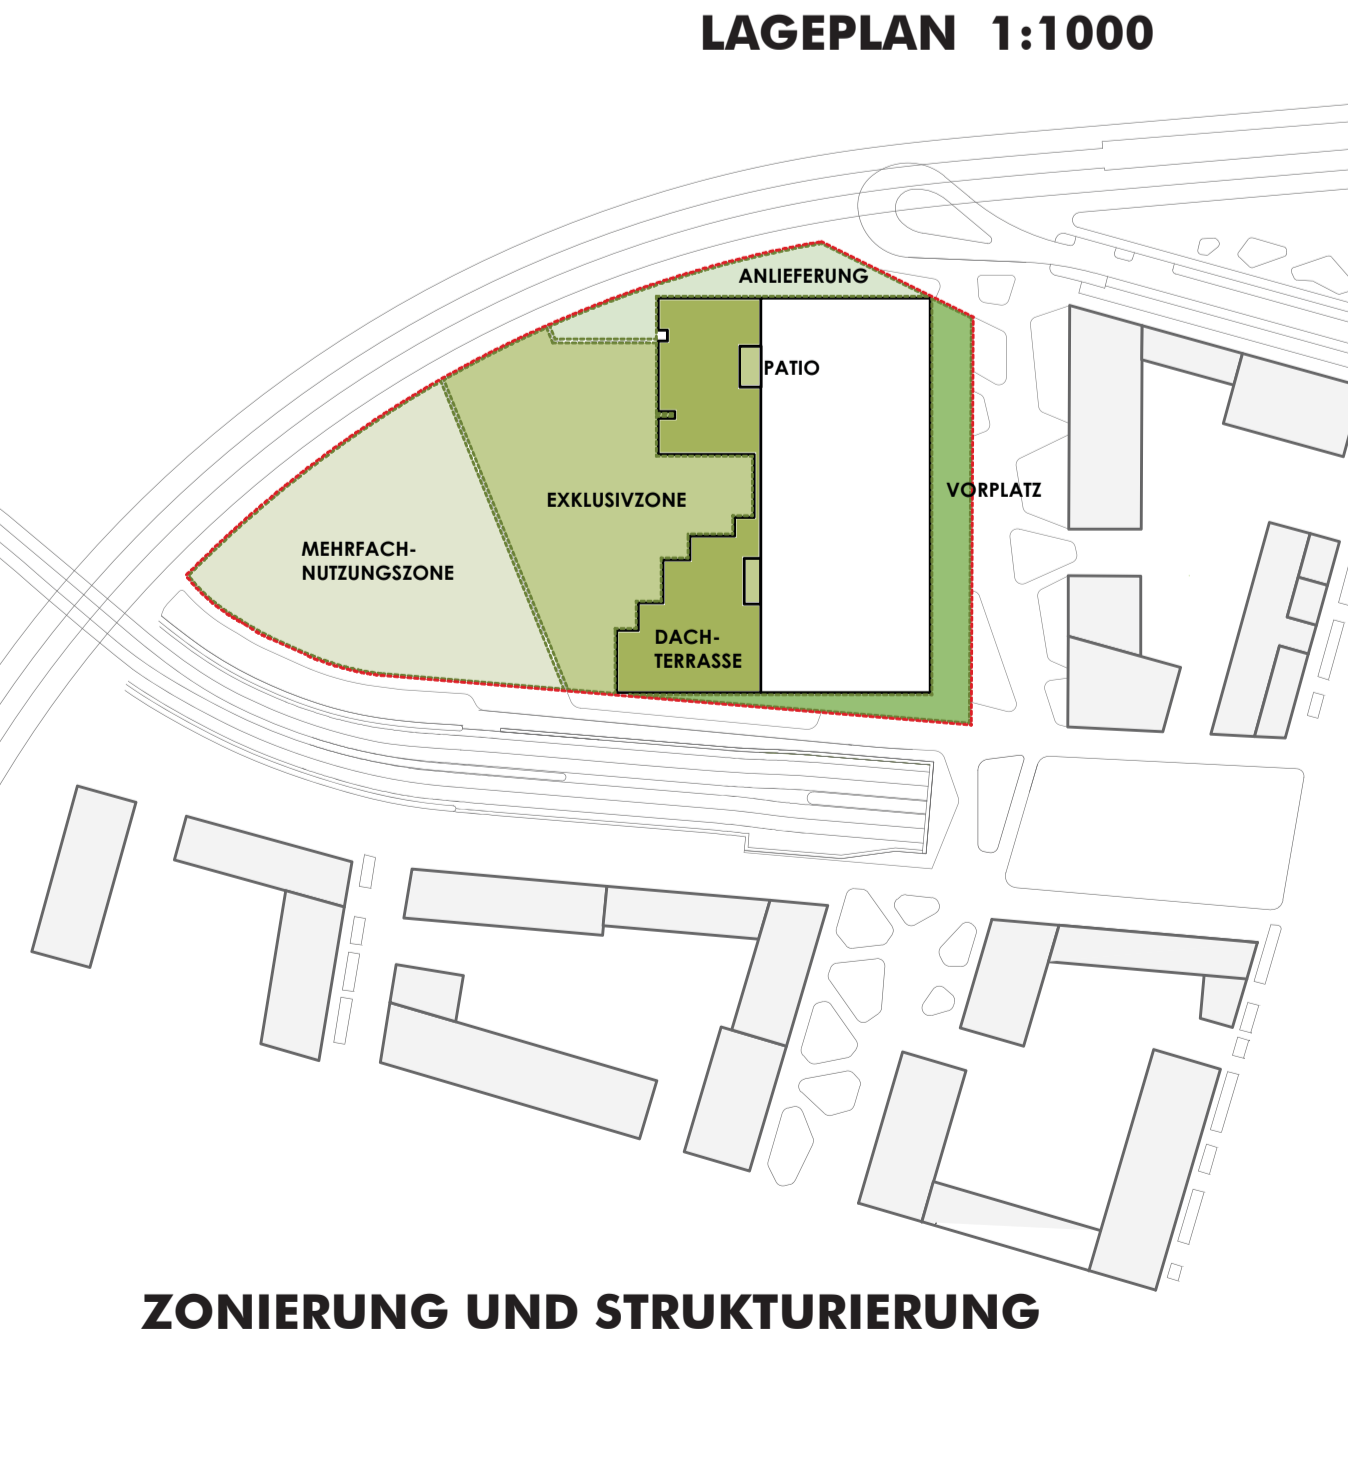 LAGEPLAN 1:1000
ANLIEFERUNG
PATIO
VORPLATZ
EXKLUSIVZONE
MEHRFACH-
NUTZUNGSZONE
DACH-
TERRASSE
ZONIERUNG UND STRUKTURIERUNG